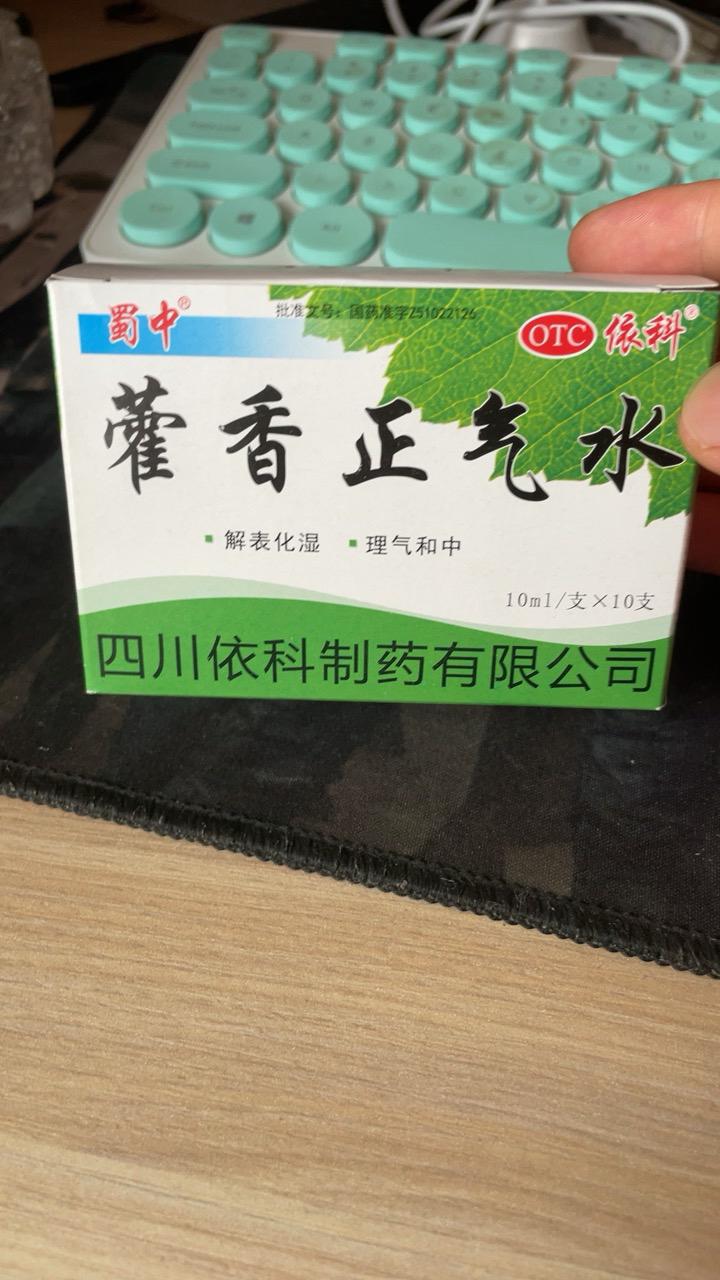 蜀中®
批准文号：国药准字Z51022126
OTC 依科®
藿香正气水
▪解表化湿 ▪理气和中
10ml/支×10支
四川依科制药有限公司